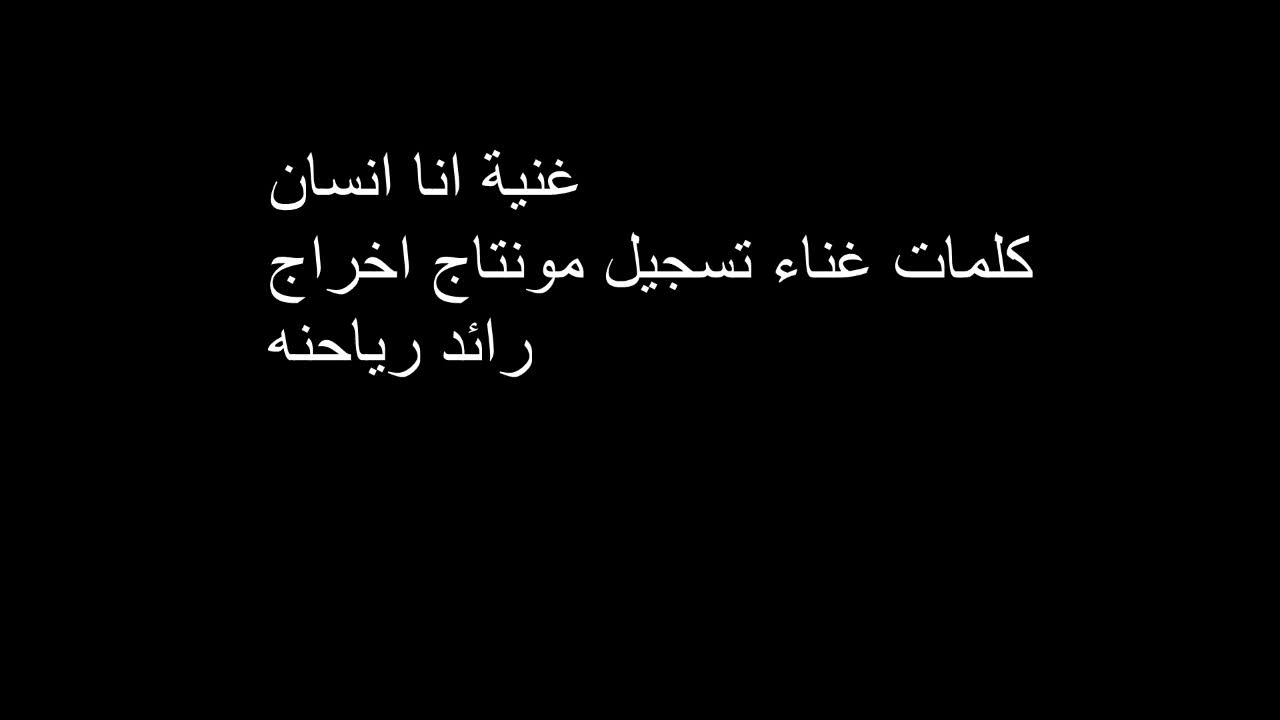 غنية انا انسان
كلمات غناء تسجيل مونتاج اخراج
رائد رياحنه